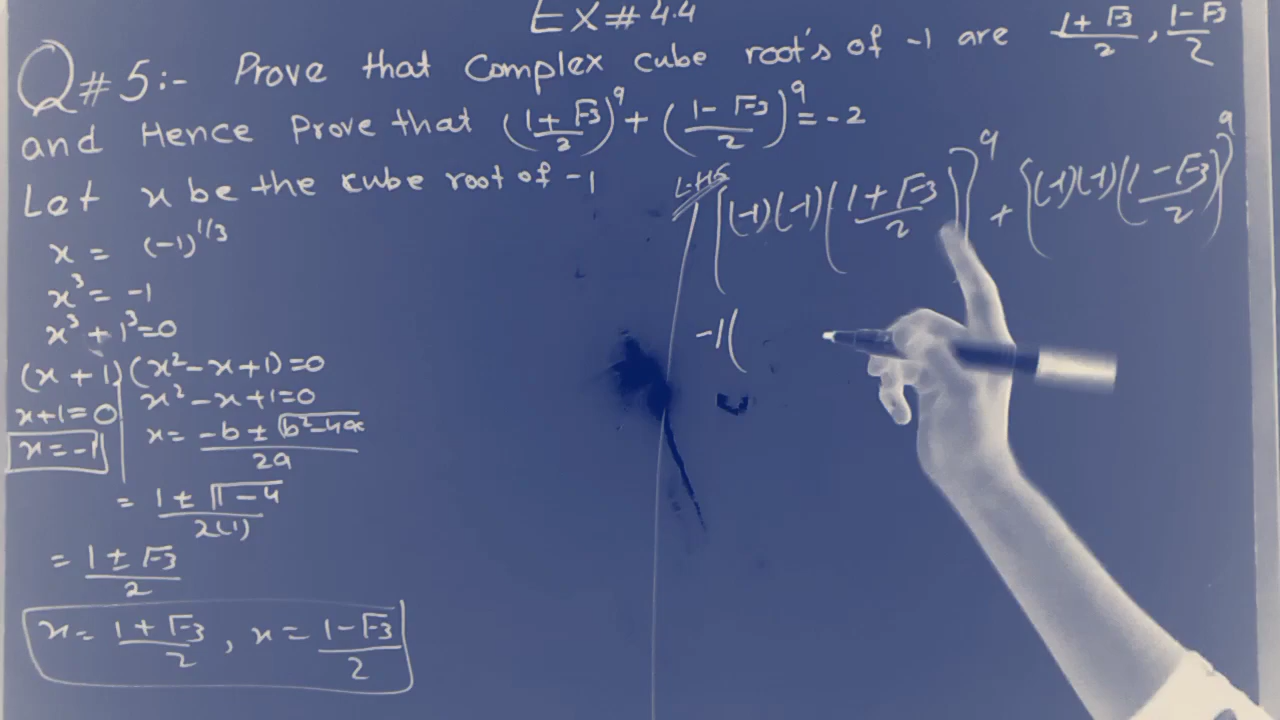 EX # 4.4
Q # 5:- Prove that Complex cube root's of -1 are (1+√-3)/2, (1-√-3)/2
and Hence Prove that ((1+√-3)/2)^9 + ((1-√-3)/2)^9 = -2
Let x be the cube root of -1
x = (-1)^1/3
x^3 = -1
x^3 + 1^3 = 0
(x+1)(x^2-x+1)=0
x+1=0
x=-1
x^2-x+1=0
x = (-b±√b^2-4ac)/2a
= (1±√1-4)/2(1)
= (1±√-3)/2
x = (1+√-3)/2, x = (1-√-3)/2
L.H.S
[(-1)(-1)((1+√-3)/2)]^9 + [(-1)(-1)((1-√-3)/2)]^9
-1(